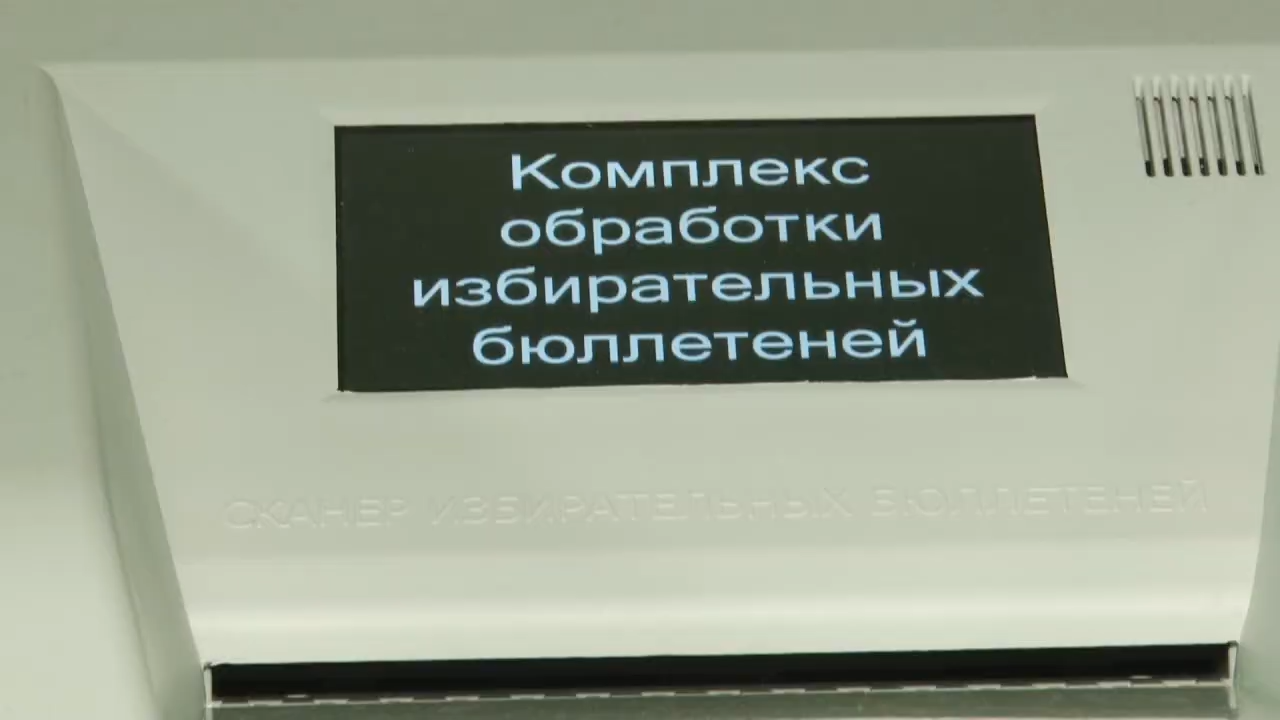 Комплекс
обработки
избирательных
бюллетеней
СКАНЕР ИЗБИРАТЕЛЬНЫХ БЮЛЛЕТЕНЕЙ